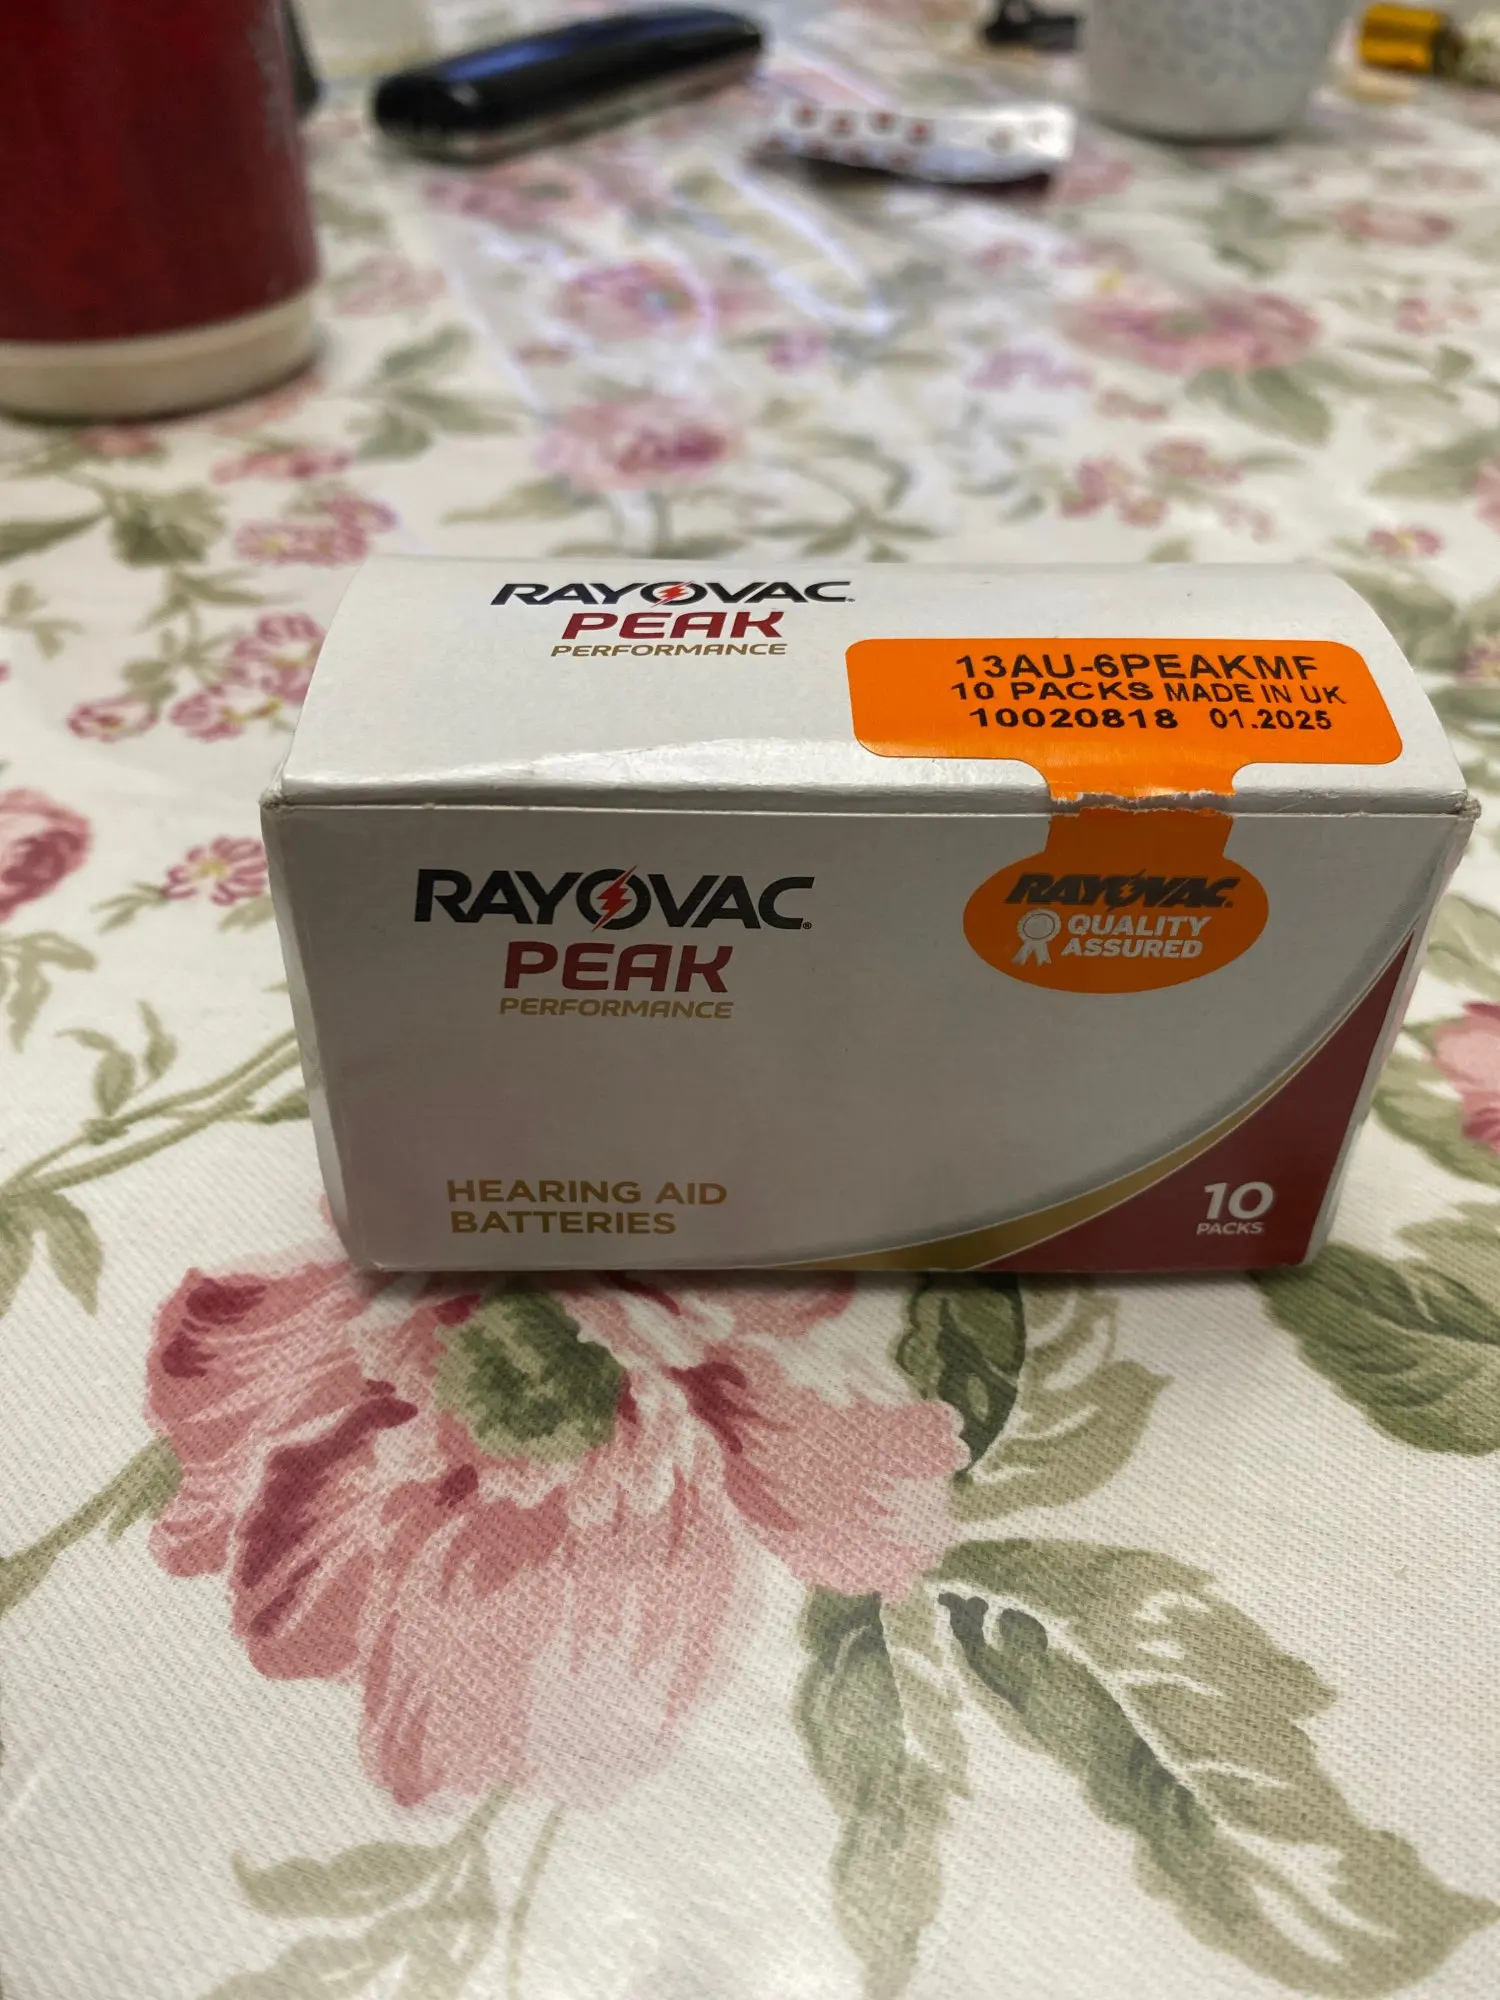 RAYOVAC
PEAK
PERFORMANCE
13AU-6PEAKMF
10 PACKS MADE IN UK
10020818 01.2025
RAYOVAC®
PEAK
PERFORMANCE
RAYOVAC
QUALITY
ASSURED
HEARING AID
BATTERIES
10
PACKS